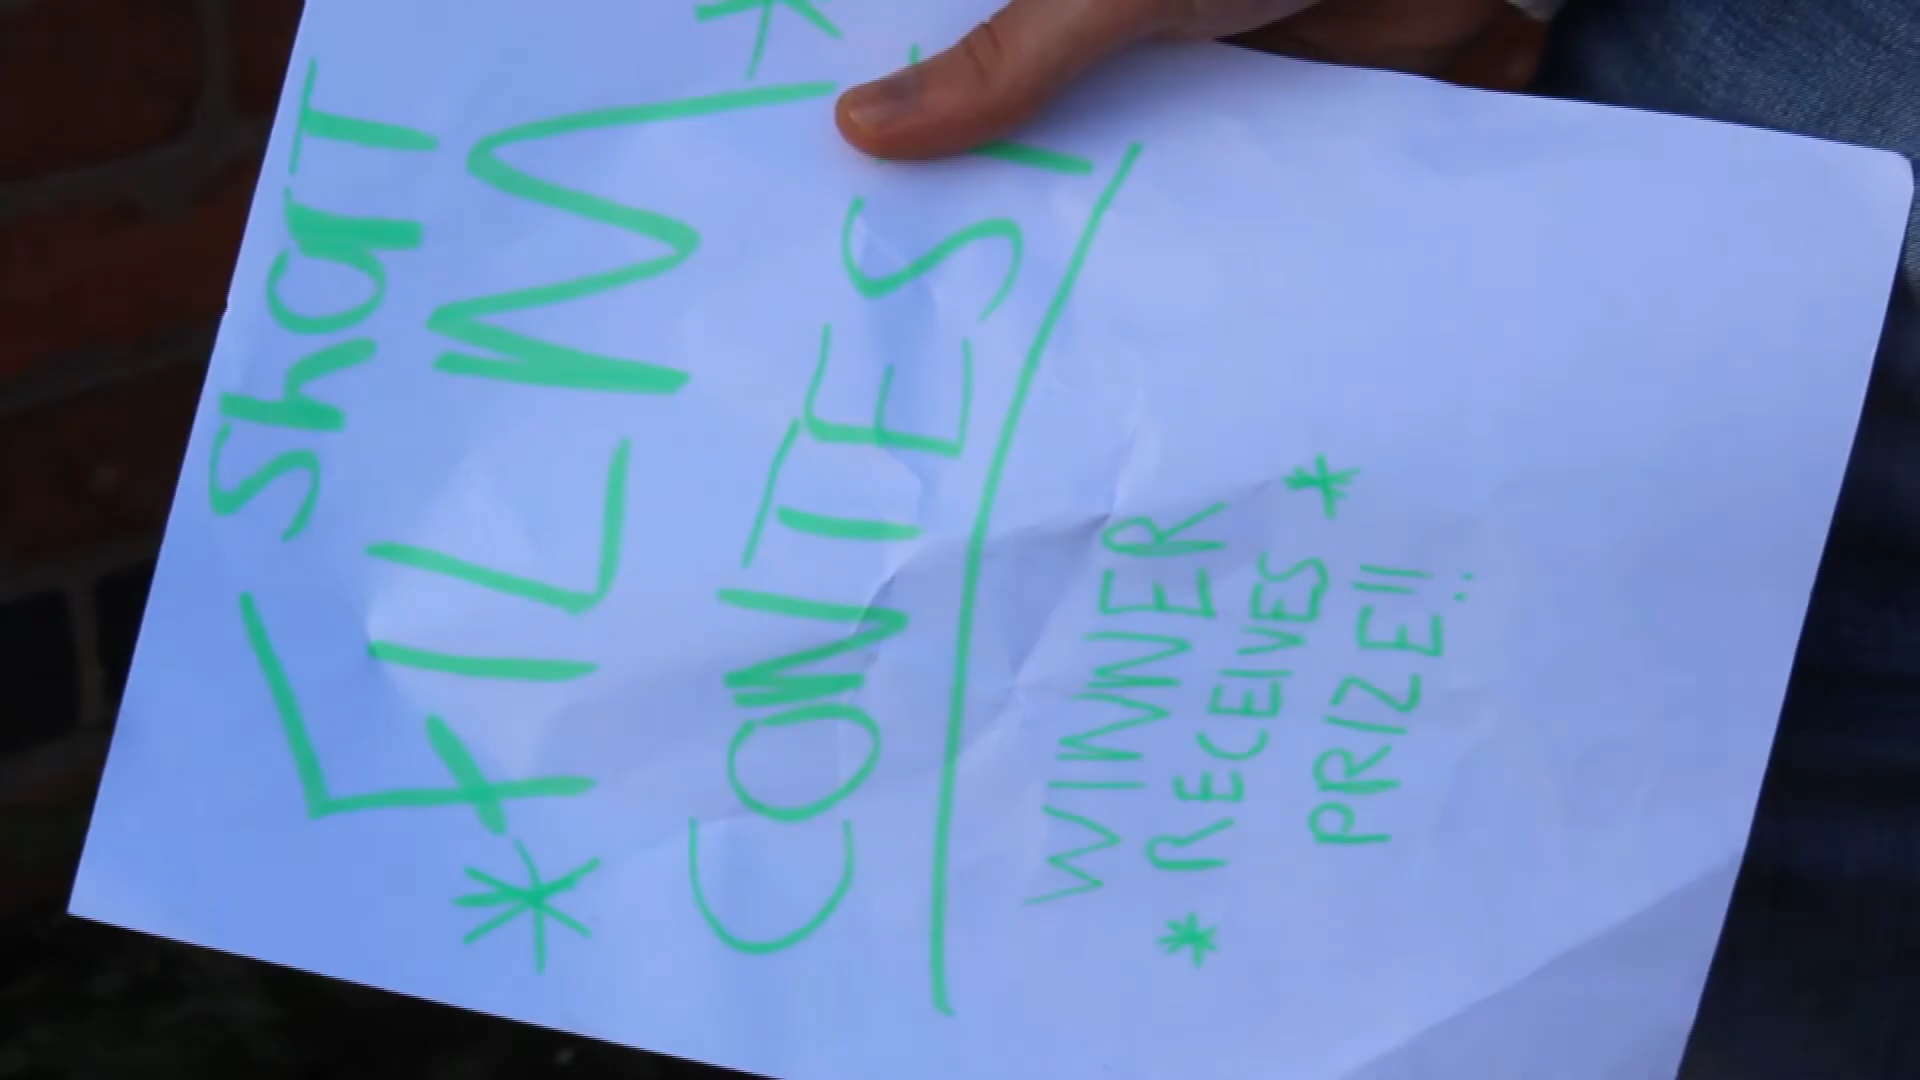 Short
* FILM *
CONTEST
WINNER
* RECEIVES *
PRIZE!!